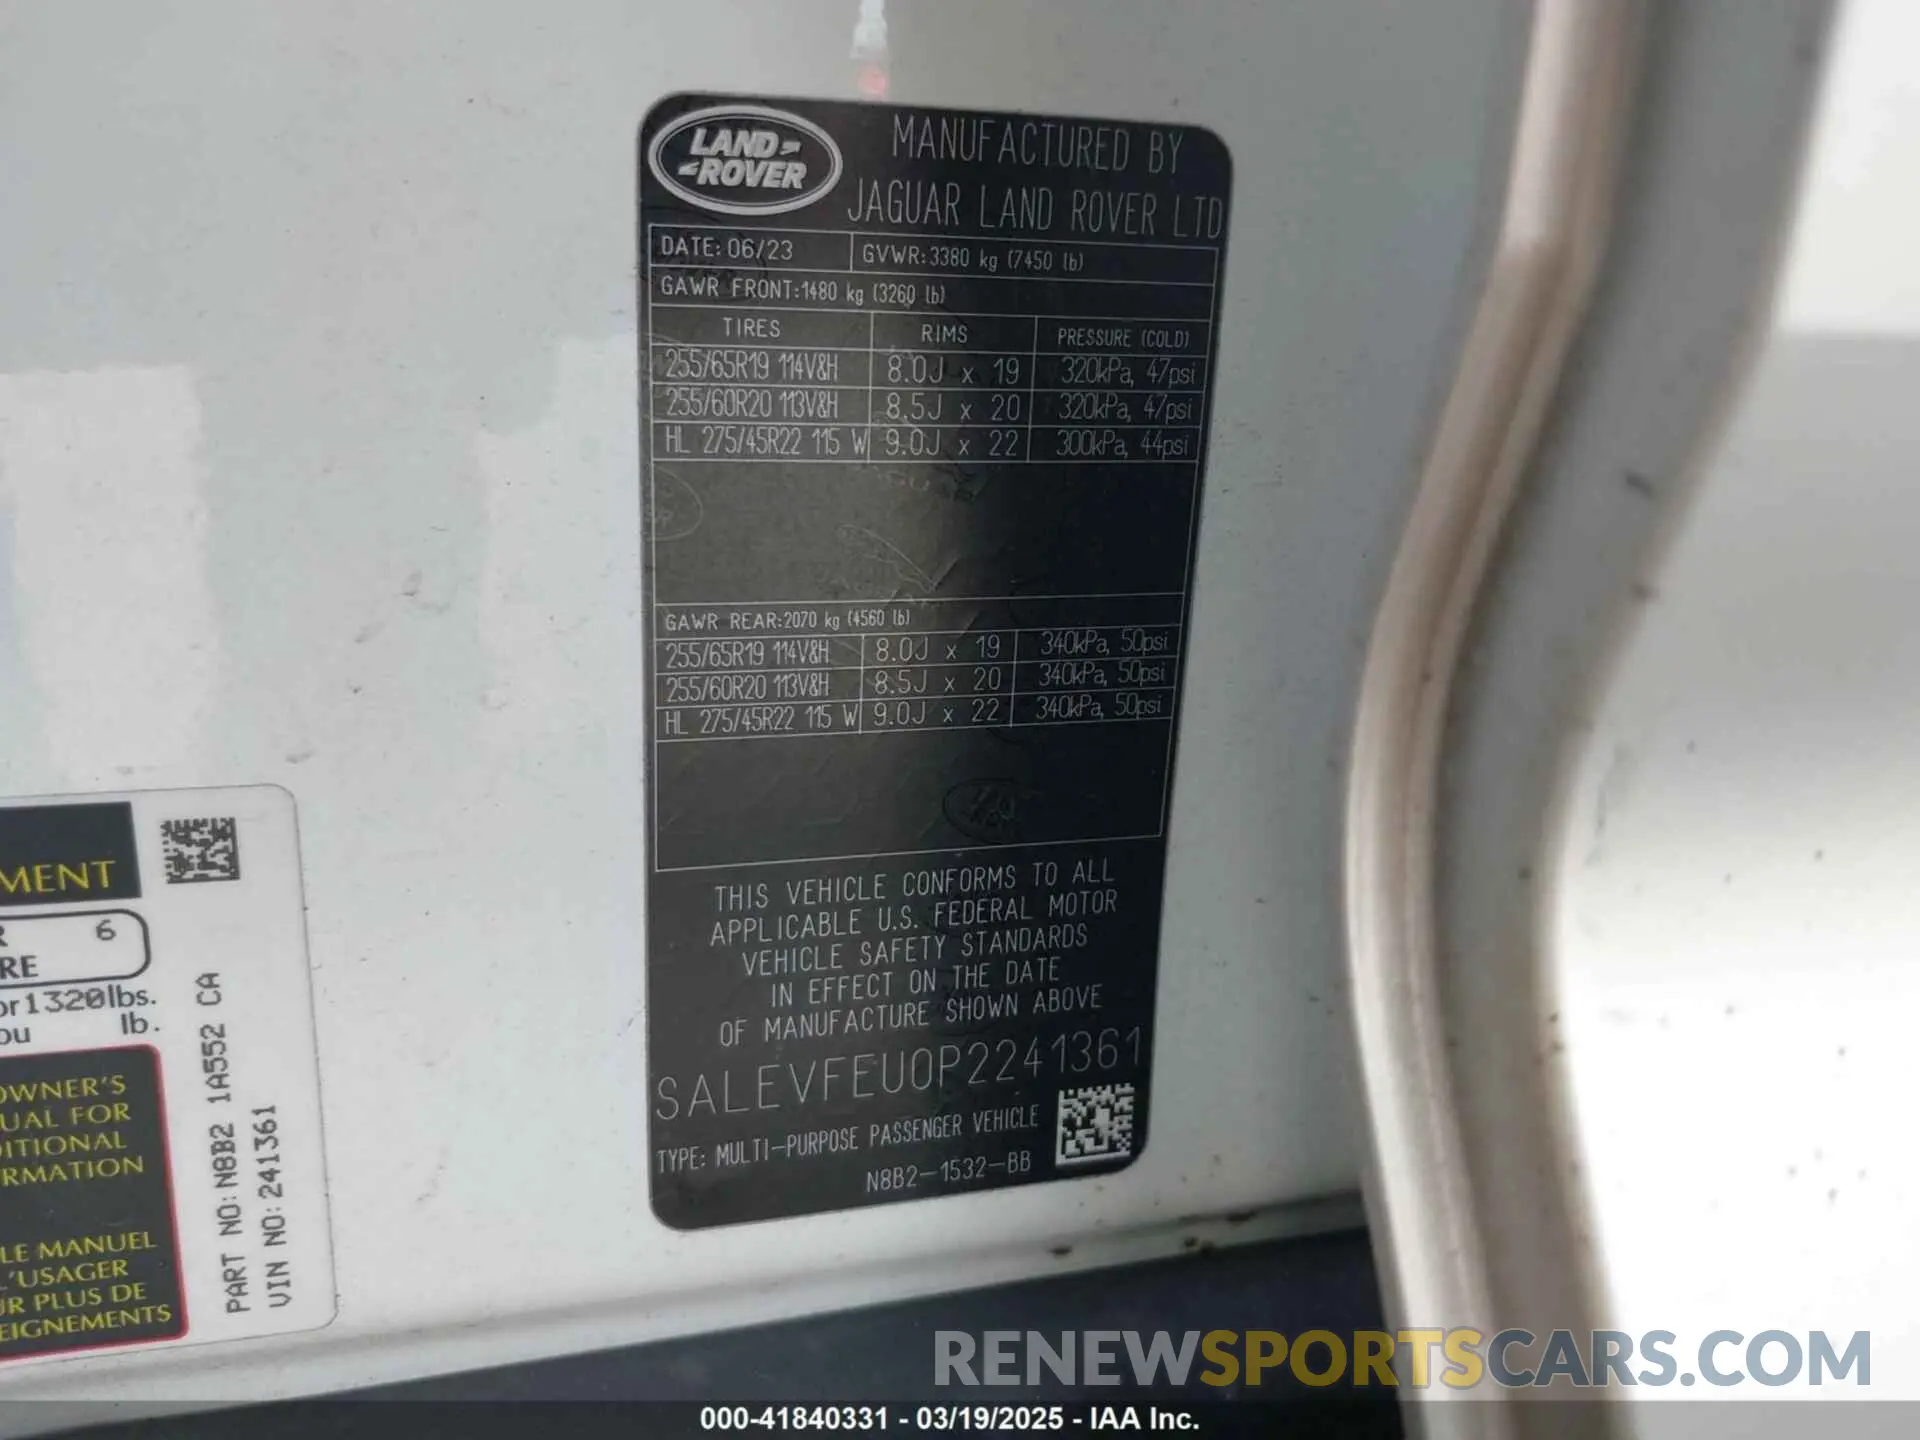 LAND
ROVER
MANUFACTURED BY
JAGUAR LAND ROVER LTD
DATE: 06/23 GVWR: 3380 kg (7450 lb)
GAWR FRONT: 1480 kg (3260 lb)
TIRES RIMS PRESSURE (COLD)
255/65R19 114V&H 8.0J x 19 320kPa, 47psi
255/60R20 113V&H 8.5J x 20 320kPa, 47psi
HL 275/45R22 115 W 9.0J x 22 300kPa, 44psi
GAWR REAR: 2070 kg (4560 lb)
255/65R19 114V&H 8.0J x 19 340kPa, 50psi
255/60R20 113V&H 8.5J x 20 340kPa, 50psi
HL 275/45R22 115 W 9.0J x 22 340kPa, 50psi
THIS VEHICLE CONFORMS TO ALL
APPLICABLE U.S. FEDERAL MOTOR
VEHICLE SAFETY STANDARDS
IN EFFECT ON THE DATE
OF MANUFACTURE SHOWN ABOVE
SALEVFEU0P2241361
TYPE: MULTI-PURPOSE PASSENGER VEHICLE
N8B2-1532-BB
MENT
R 6
RE
or 1320lbs.
ou lb.
OWNER'S
UAL FOR
DITIONAL
RMATION
LE MANUEL
L'USAGER
UR PLUS DE
EIGNEMENTS
PART NO: N8B2 1A552 CA
VIN NO: 241361
RENEWSPORTSCARS.COM
000-41840331 - 03/19/2025 - IAA Inc.